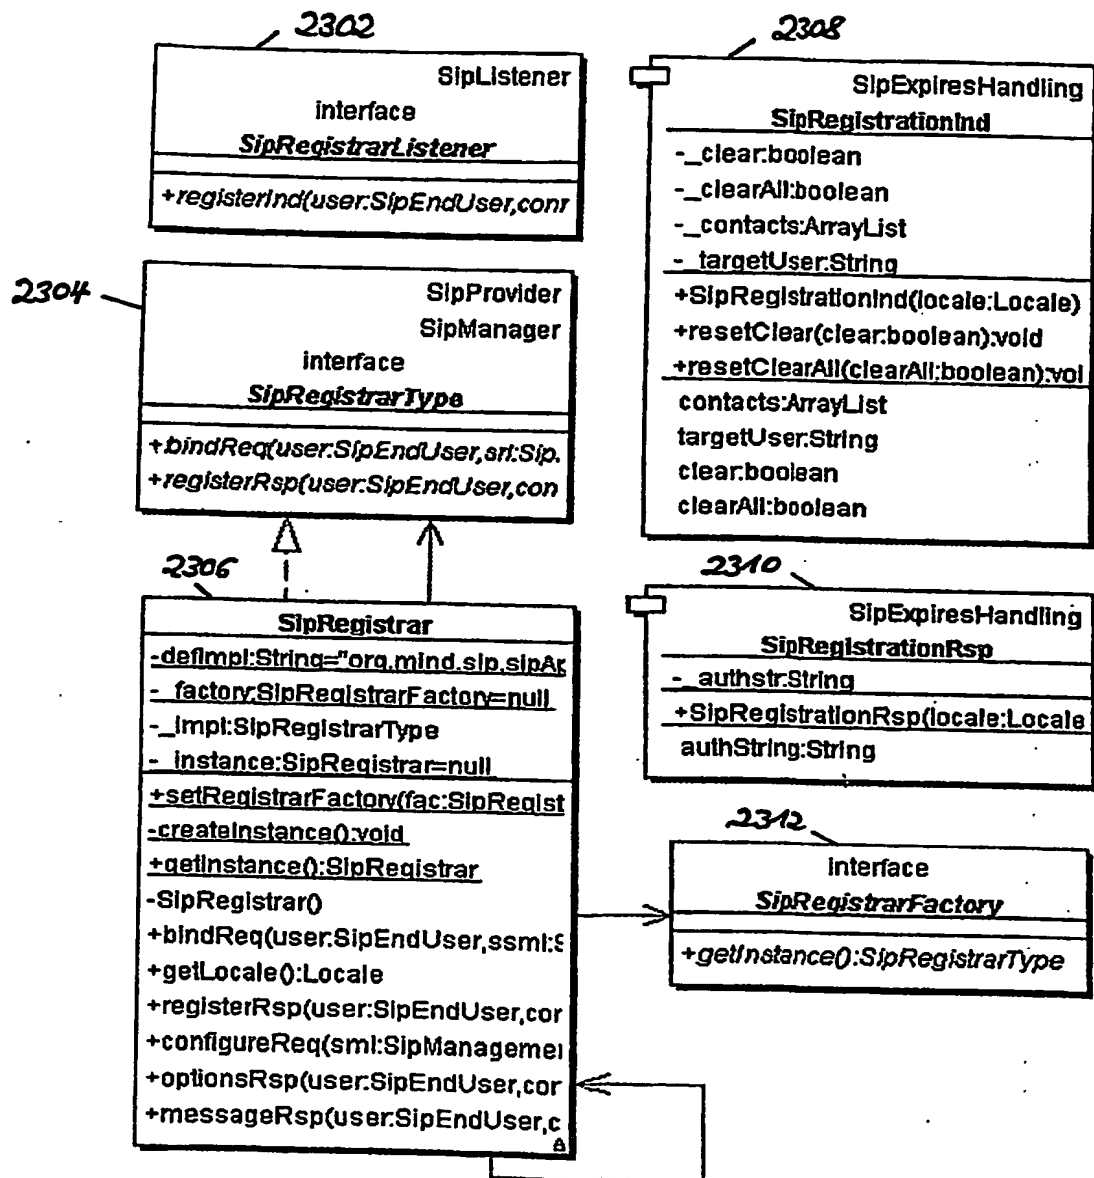 2302
SipListener
interface
SipRegistrarListener
+registerInd(user:SipEndUser,conr
2304
SipProvider
SipManager
interface
SipRegistrarType
+bindReq(user:SipEndUser,srl:Sip.
+registerRsp(user:SipEndUser,con
2306
SipRegistrar
-defImpl:String="org.mind.sip.sipAp
-_factory:SipRegistrarFactory=null
-_impl:SipRegistrarType
-_instance:SipRegistrar=null
+setRegistrarFactory(fac:SipRegist
-createInstance():void
+getInstance():SipRegistrar
-SipRegistrar()
+bindReq(user:SipEndUser,ssml:S
+getLocale():Locale
+registerRsp(user:SipEndUser,cor
+configureReq(sml:SipManagemei
+optionsRsp(user:SipEndUser,cor
+messageRsp(user:SipEndUser,c
2308
SipExpiresHandling
SipRegistrationInd
-_clear:boolean
-_clearAll:boolean
-_contacts:ArrayList
-_targetUser:String
+SipRegistrationInd(locale:Locale)
+resetClear(clear:boolean):void
+resetClearAll(clearAll:boolean):voi
contacts:ArrayList
targetUser:String
clear:boolean
clearAll:boolean
2310
SipExpiresHandling
SipRegistrationRsp
-_authstr:String
+SipRegistrationRsp(locale:Locale
authString:String
2312
interface
SipRegistrarFactory
+getInstance():SipRegistrarType